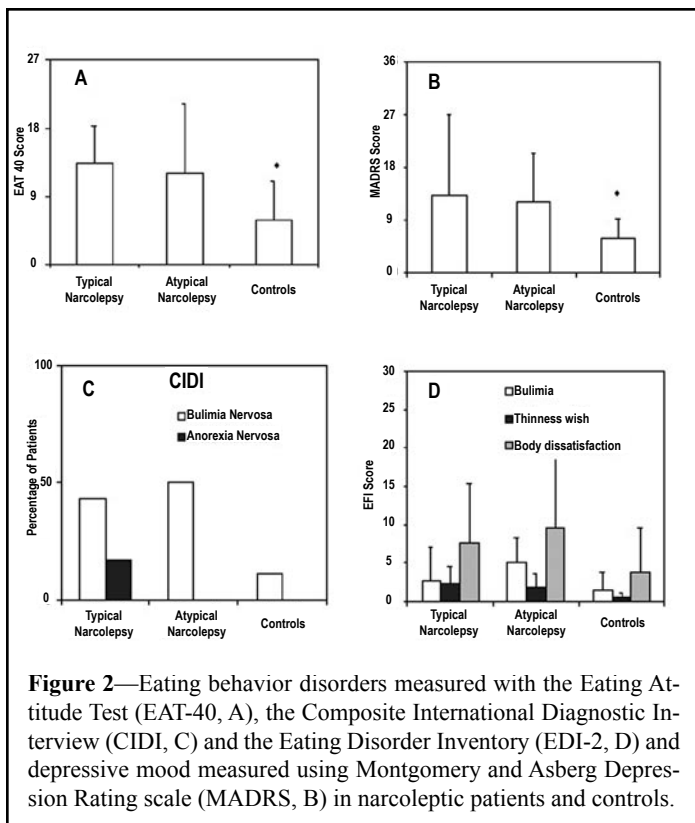 A
EAT 40 Score
27
18
9
0
*
Typical
Narcolepsy
Atypical
Narcolepsy
Controls
B
MADRS Score
36
27
18
9
0
*
Typical
Narcolepsy
Atypical
Narcolepsy
Controls
C
CIDI
Percentage of Patients
100
50
0
Bulimia Nervosa
Anorexia Nervosa
Typical
Narcolepsy
Atypical
Narcolepsy
Controls
D
EFI Score
30
25
20
15
10
5
0
Bulimia
Thinness wish
Body dissatisfaction
Typical
Narcolepsy
Atypical
Narcolepsy
Controls
Figure 2—Eating behavior disorders measured with the Eating At-
titude Test (EAT-40, A), the Composite International Diagnostic In-
terview (CIDI, C) and the Eating Disorder Inventory (EDI-2, D) and
depressive mood measured using Montgomery and Asberg Depres-
sion Rating scale (MADRS, B) in narcoleptic patients and controls.